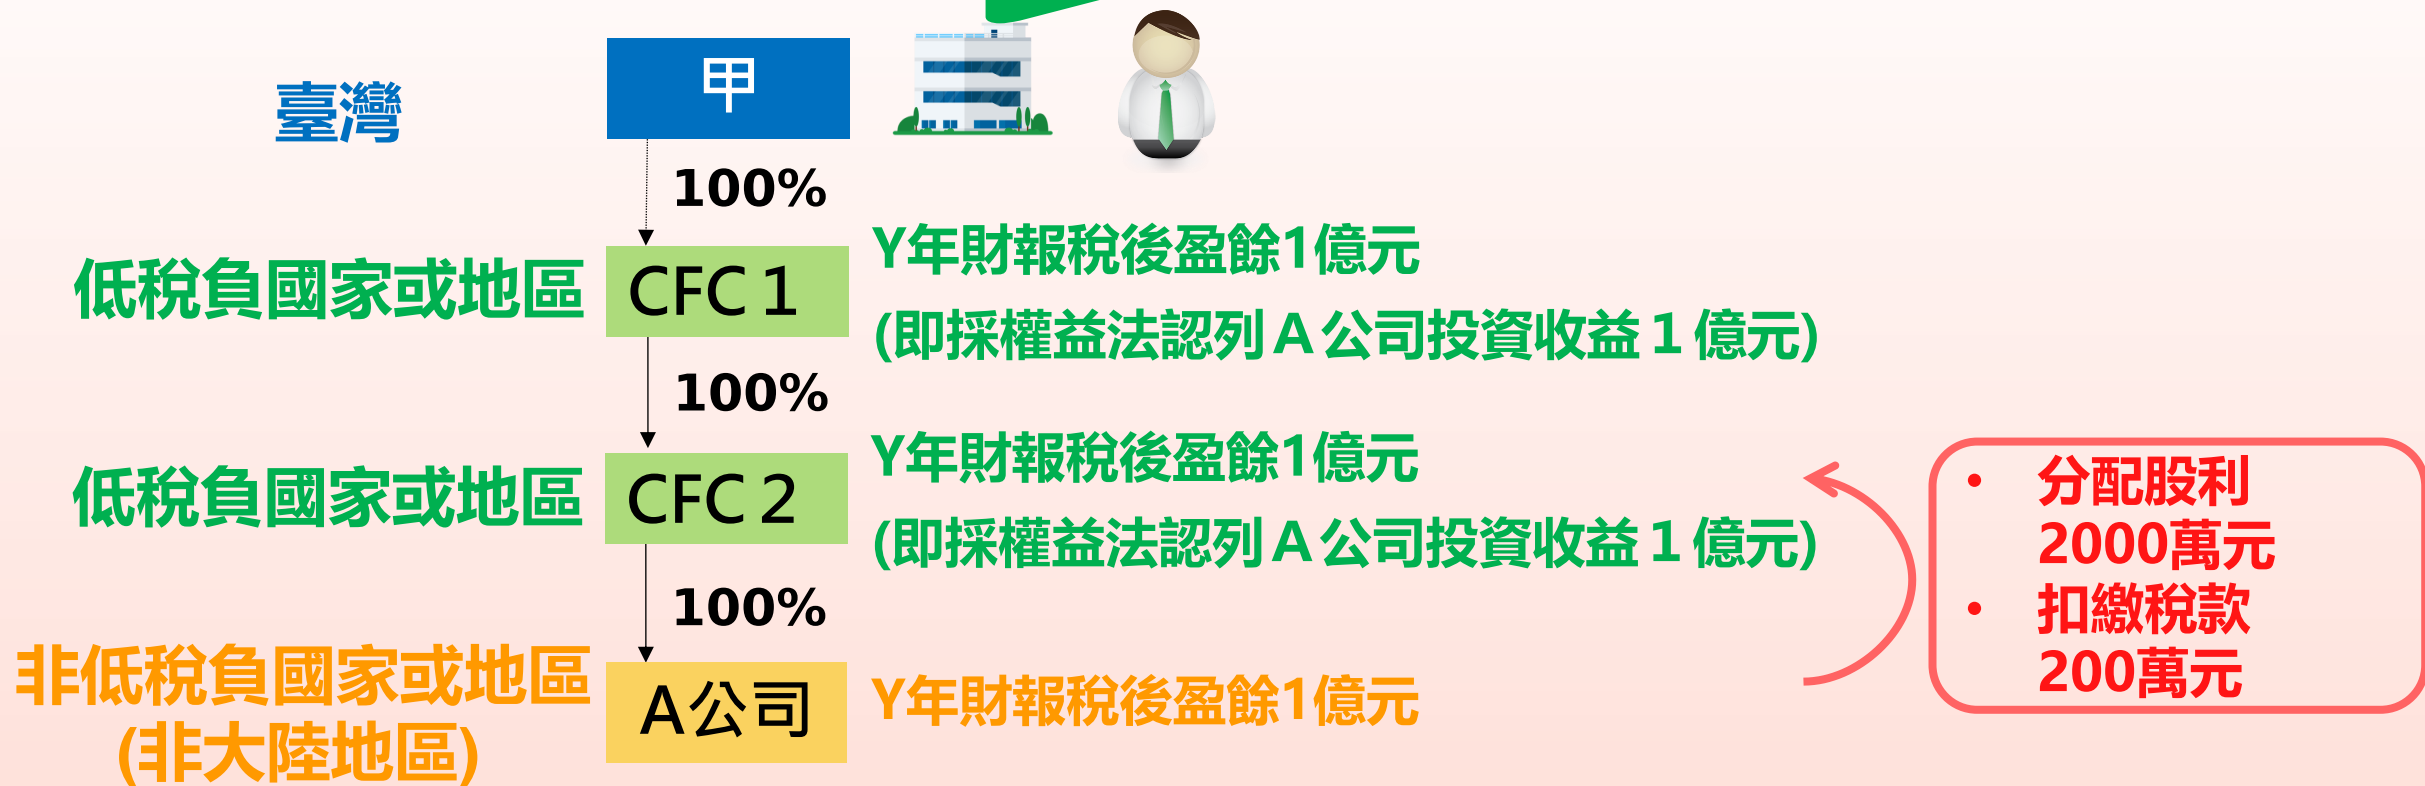 臺灣
甲
100%
Y年財報稅後盈餘1億元
低稅負國家或地區
CFC 1
(即採權益法認列A公司投資收益1億元)
100%
Y年財報稅後盈餘1億元
低稅負國家或地區
CFC 2
(即採權益法認列A公司投資收益1億元)
• 分配股利
2000萬元
• 扣繳稅款
200萬元
100%
非低稅負國家或地區
(非大陸地區)
A公司
Y年財報稅後盈餘1億元